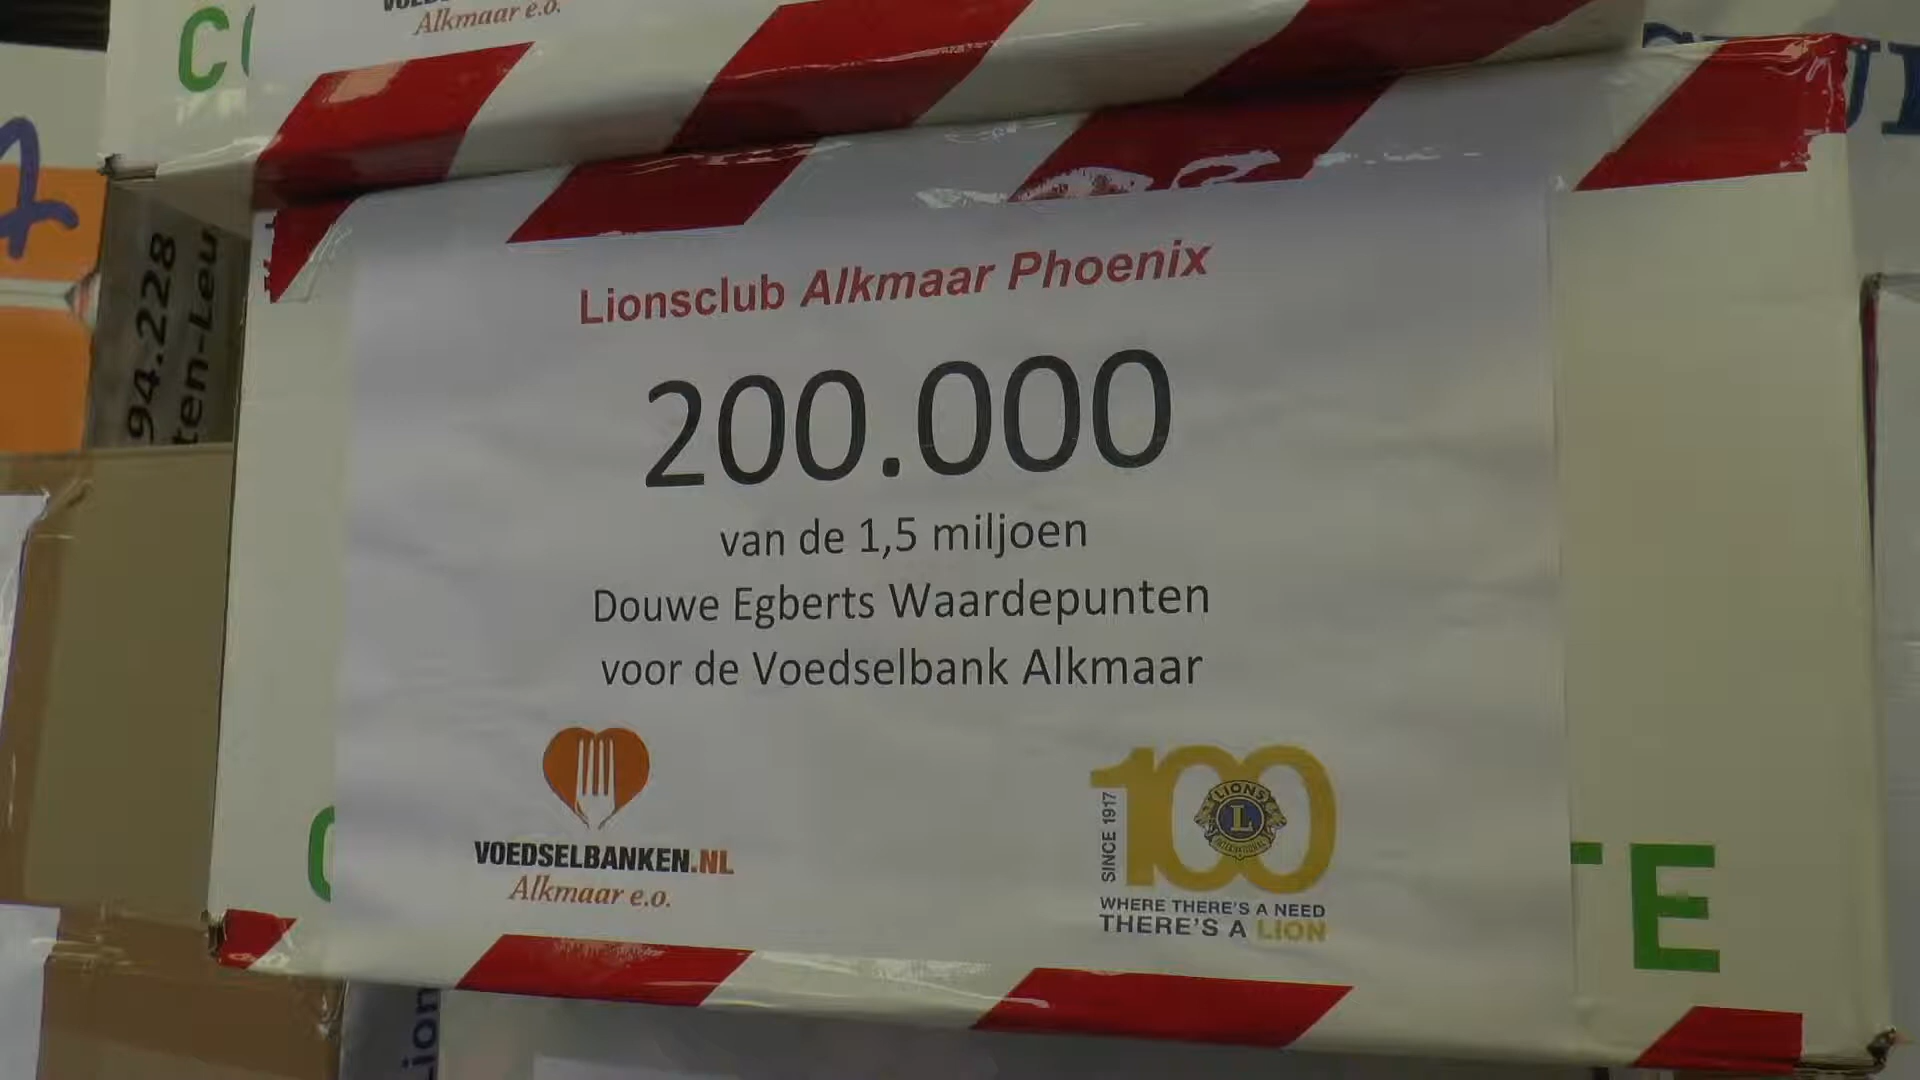 Alkmaar e.o.
94.228
Lionsclub Alkmaar Phoenix
200.000
van de 1,5 miljoen
Douwe Egberts Waardepunten
voor de Voedselbank Alkmaar
VOEDSELBANKEN.NL
Alkmaar e.o.
100
SINCE 1917
LIONS
L
INTERNATIONAL
WHERE THERE'S A NEED
THERE'S A LION